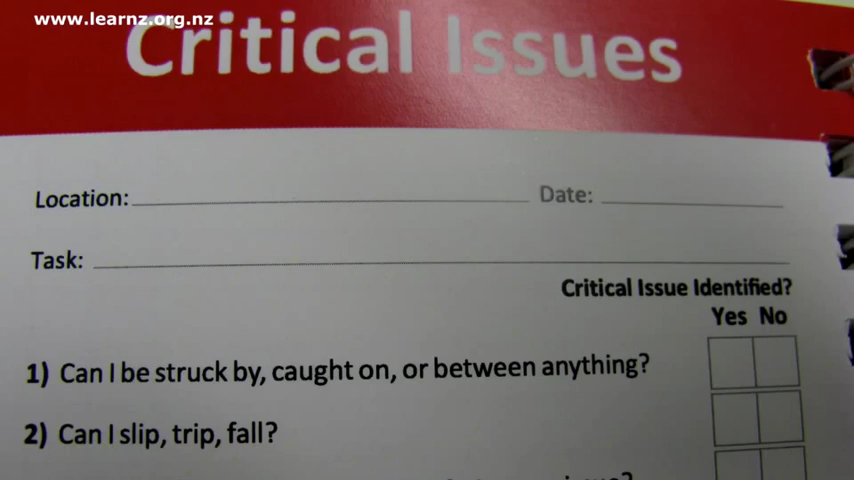 www.learnz.org.nz
Critical Issues
Location: Date:
Task:
Critical Issue Identified?
Yes No
1) Can I be struck by, caught on, or between anything?
2) Can I slip, trip, fall?